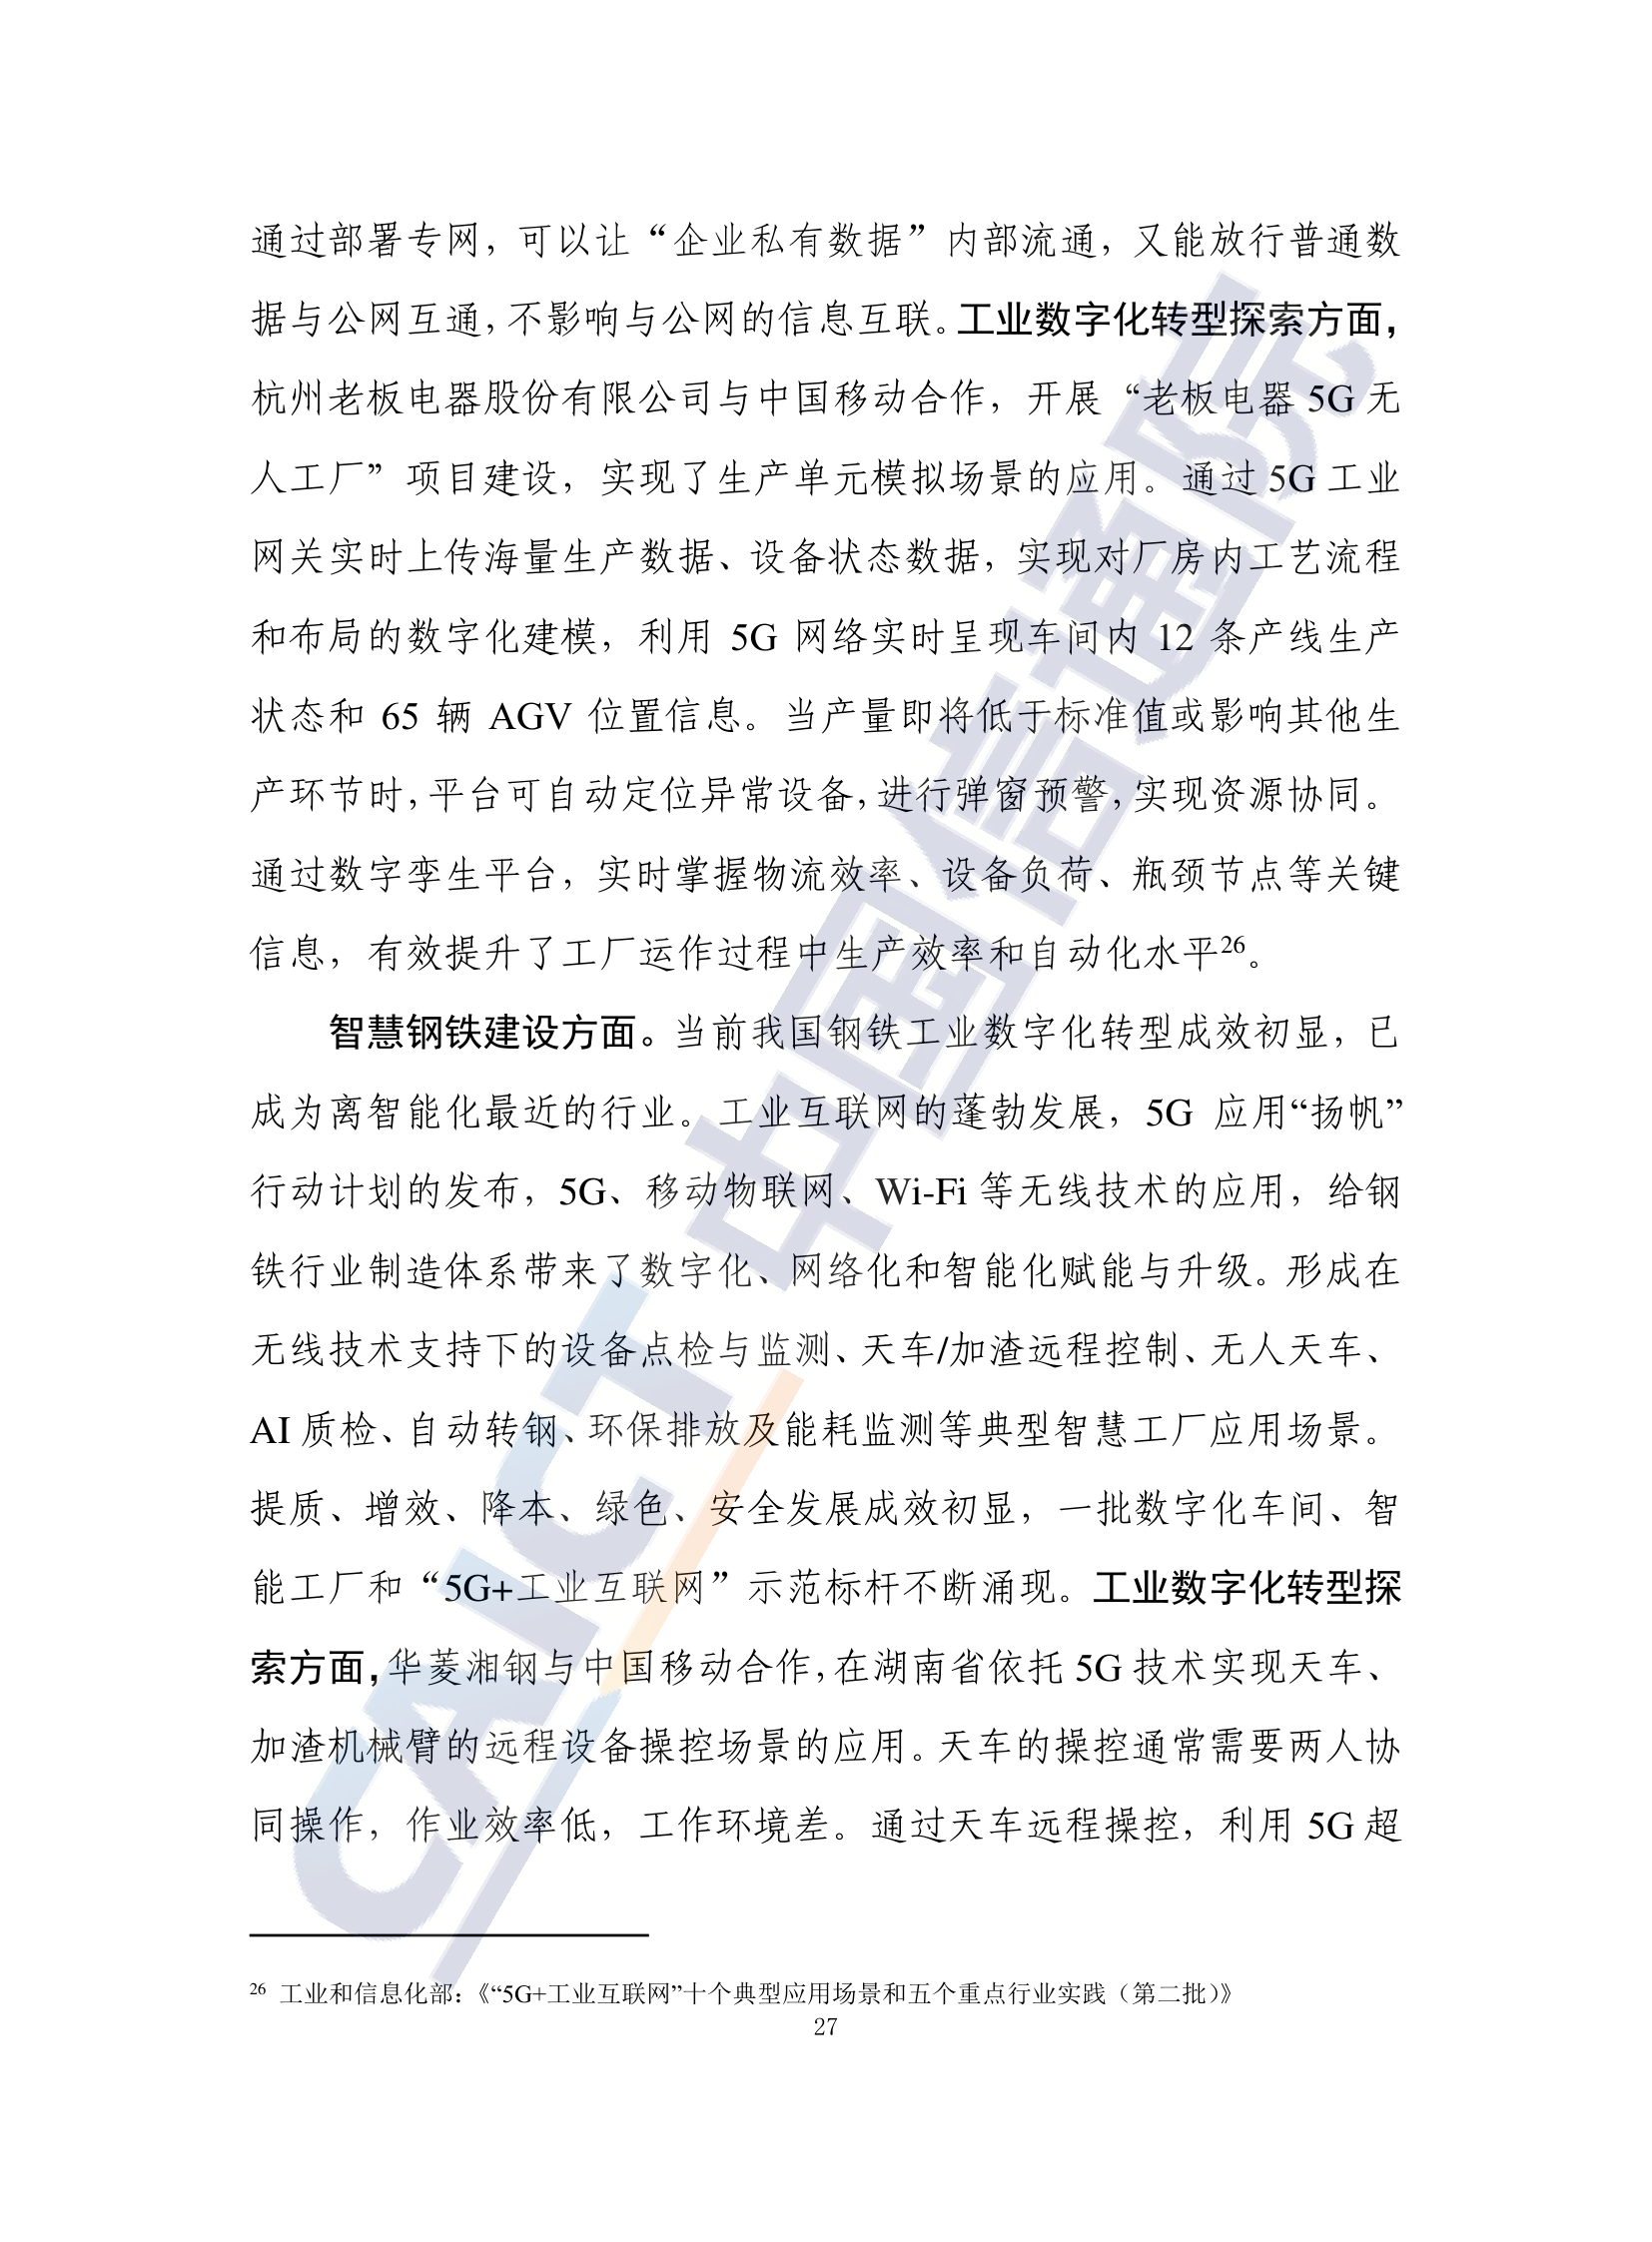 通过部署专网，可以让“企业私有数据”内部流通，又能放行普通数
据与公网互通，不影响与公网的信息互联。工业数字化转型探索方面，
杭州老板电器股份有限公司与中国移动合作，开展“老板电器 5G 无
人工厂”项目建设，实现了生产单元模拟场景的应用。通过 5G 工业
网关实时上传海量生产数据、设备状态数据，实现对厂房内工艺流程
和布局的数字化建模，利用 5G 网络实时呈现车间内 12 条产线生产
状态和 65 辆 AGV 位置信息。当产量即将低于标准值或影响其他生
产环节时，平台可自动定位异常设备，进行弹窗预警，实现资源协同。
通过数字孪生平台，实时掌握物流效率、设备负荷、瓶颈节点等关键
信息，有效提升了工厂运作过程中生产效率和自动化水平26。
智慧钢铁建设方面。当前我国钢铁工业数字化转型成效初显，已
成为离智能化最近的行业。工业互联网的蓬勃发展，5G 应用“扬帆”
行动计划的发布，5G、移动物联网、Wi-Fi 等无线技术的应用，给钢
铁行业制造体系带来了数字化、网络化和智能化赋能与升级。形成在
无线技术支持下的设备点检与监测、天车/加渣远程控制、无人天车、
AI 质检、自动转钢、环保排放及能耗监测等典型智慧工厂应用场景。
提质、增效、降本、绿色、安全发展成效初显，一批数字化车间、智
能工厂和“5G+工业互联网”示范标杆不断涌现。工业数字化转型探
索方面，华菱湘钢与中国移动合作，在湖南省依托 5G 技术实现天车、
加渣机械臂的远程设备操控场景的应用。天车的操控通常需要两人协
同操作，作业效率低，工作环境差。通过天车远程操控，利用 5G 超
26 工业和信息化部：《“5G+工业互联网”十个典型应用场景和五个重点行业实践（第二批）》
27
CAICT 中国信通院